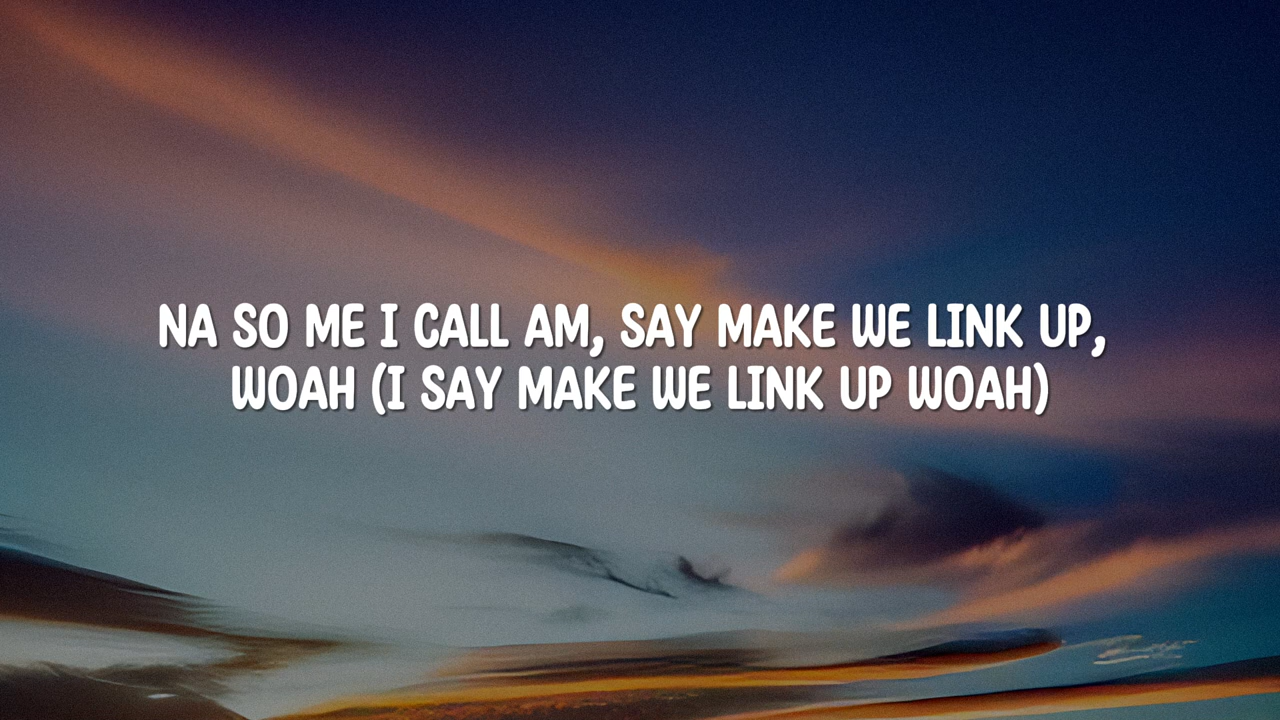 NA SO ME I CALL AM, SAY MAKE WE LINK UP,
WOAH (I SAY MAKE WE LINK UP WOAH)